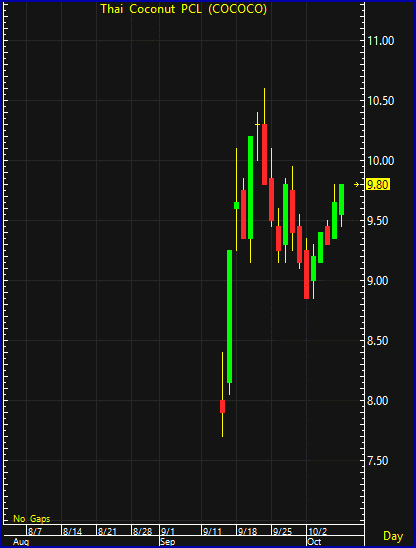 Thai Coconut PCL (COCOCO)
11.00
10.50
10.00
9.80
9.50
9.00
8.50
8.00
7.50
No Gaps
8/7 8/14 8/21 8/28 9/1 9/11 9/18 9/25 10/2
Aug Sep Oct
Day